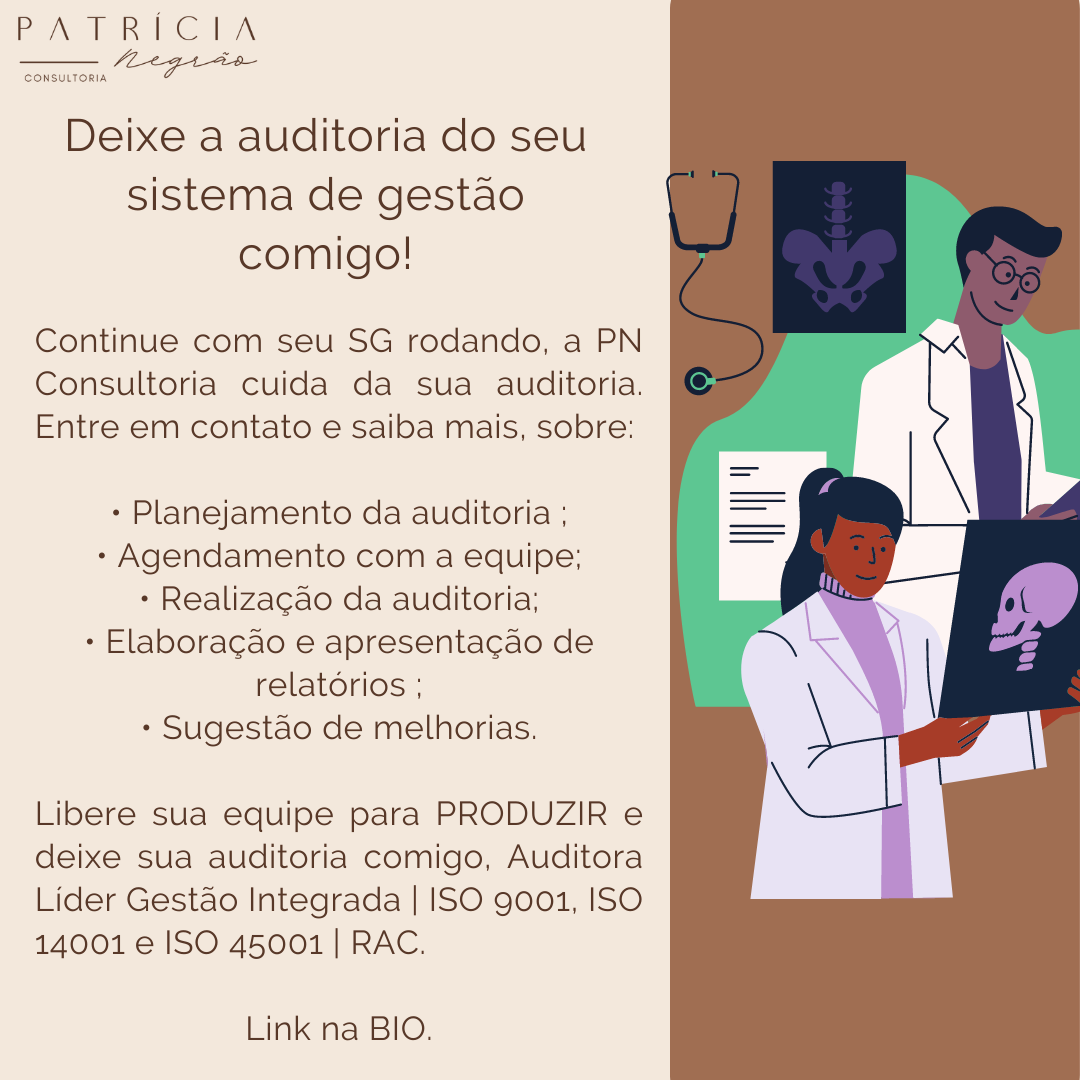 PATRÍCIA
Negrão
CONSULTORIA
Deixe a auditoria do seu
sistema de gestão
comigo!
Continue com seu SG rodando, a PN
Consultoria cuida da sua auditoria.
Entre em contato e saiba mais, sobre:
• Planejamento da auditoria ;
• Agendamento com a equipe;
• Realização da auditoria;
• Elaboração e apresentação de
relatórios ;
• Sugestão de melhorias.
Libere sua equipe para PRODUZIR e
deixe sua auditoria comigo, Auditora
Líder Gestão Integrada | ISO 9001, ISO
14001 e ISO 45001 | RAC.
Link na BIO.